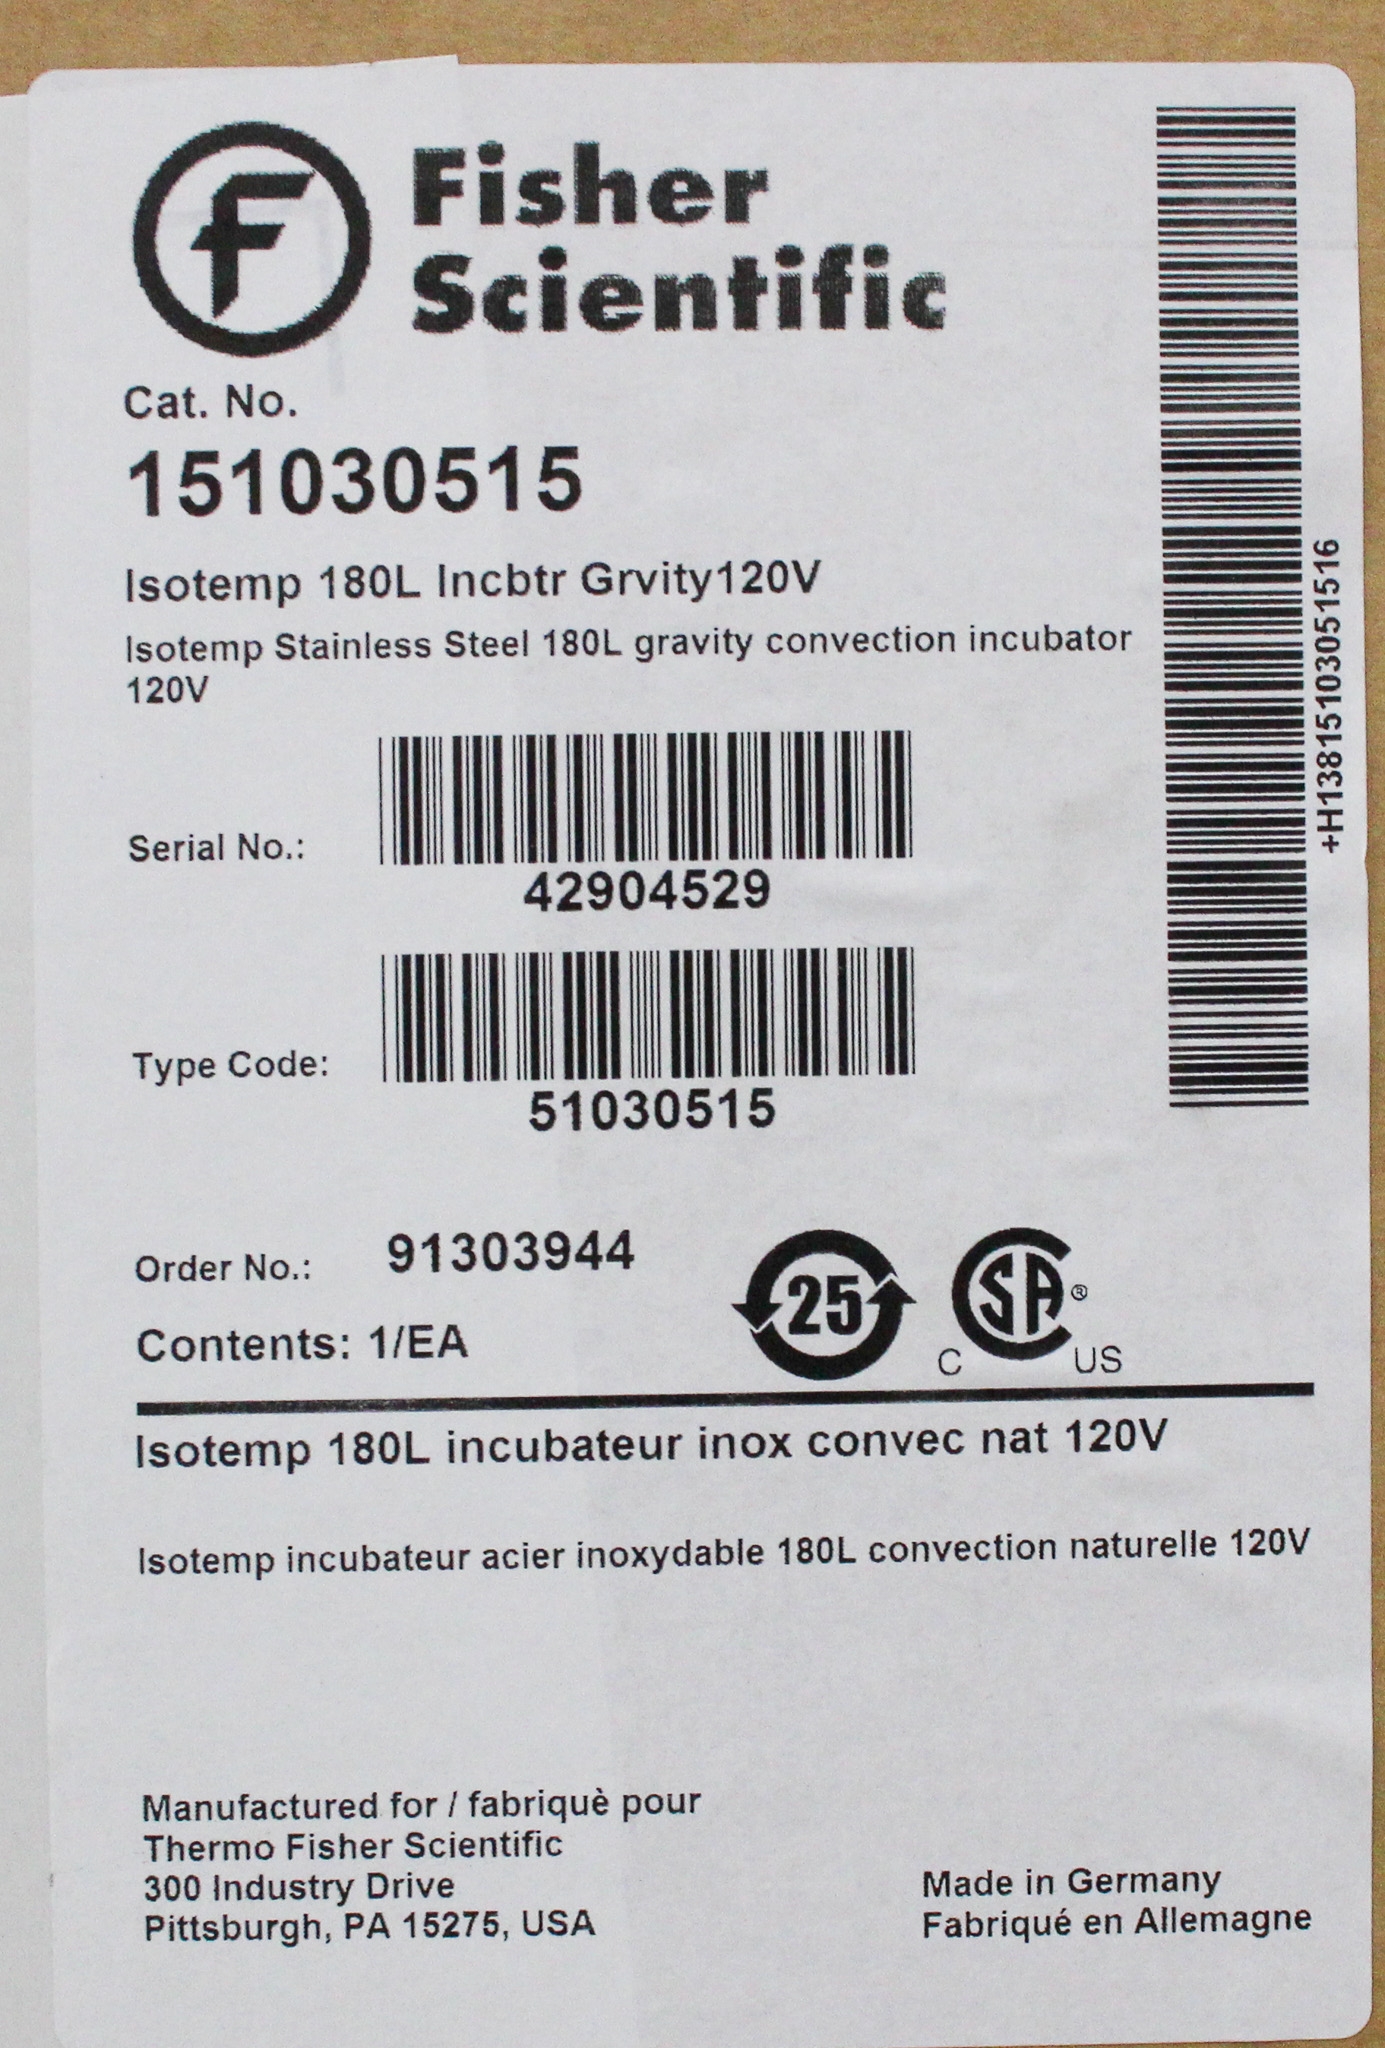 F
Fisher
Scientific
Cat. No.
151030515
Isotemp 180L Incbtr Grvity120V
Isotemp Stainless Steel 180L gravity convection incubator
120V
Serial No.:
42904529
Type Code:
51030515
+H1381510305151516
Order No.: 91303944
Contents: 1/EA
25
C SA® US
Isotemp 180L incubateur inox convec nat 120V
Isotemp incubateur acier inoxydable 180L convection naturelle 120V
Manufactured for / fabriquè pour
Thermo Fisher Scientific
300 Industry Drive
Pittsburgh, PA 15275, USA
Made in Germany
Fabriqué en Allemagne